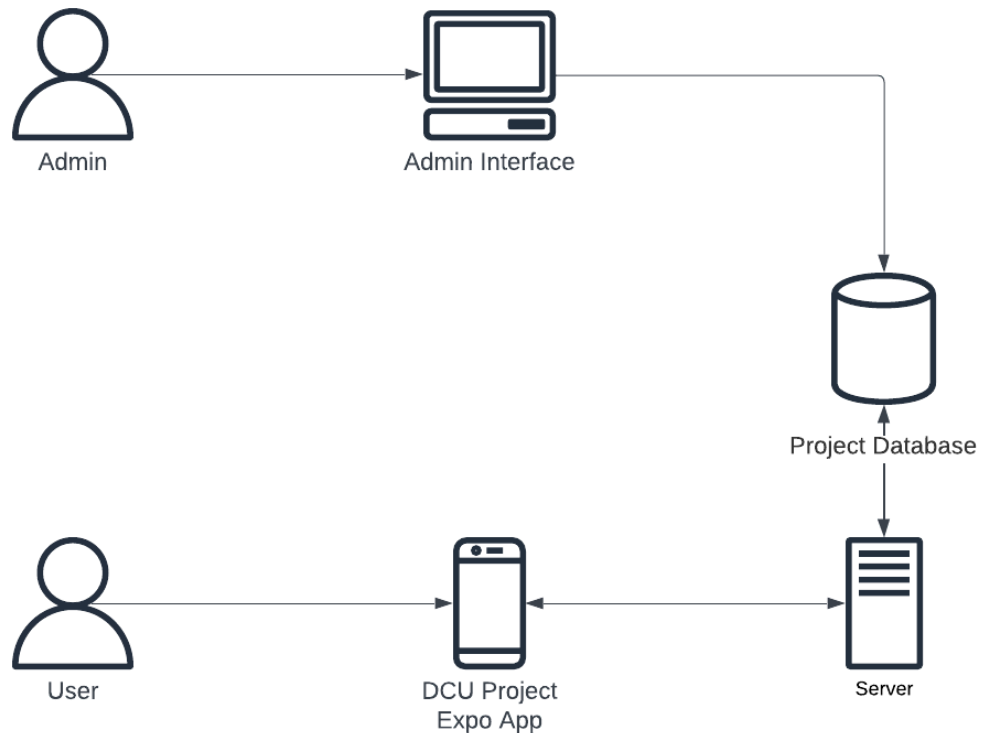 Admin
Admin Interface
Project Database
User
DCU Project
Expo App
Server